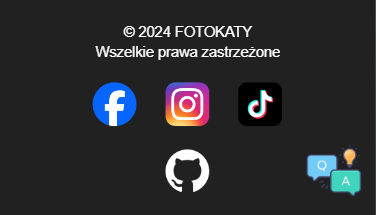 © 2024 FOTOKATY
Wszelkie prawa zastrzeżone
Q
A